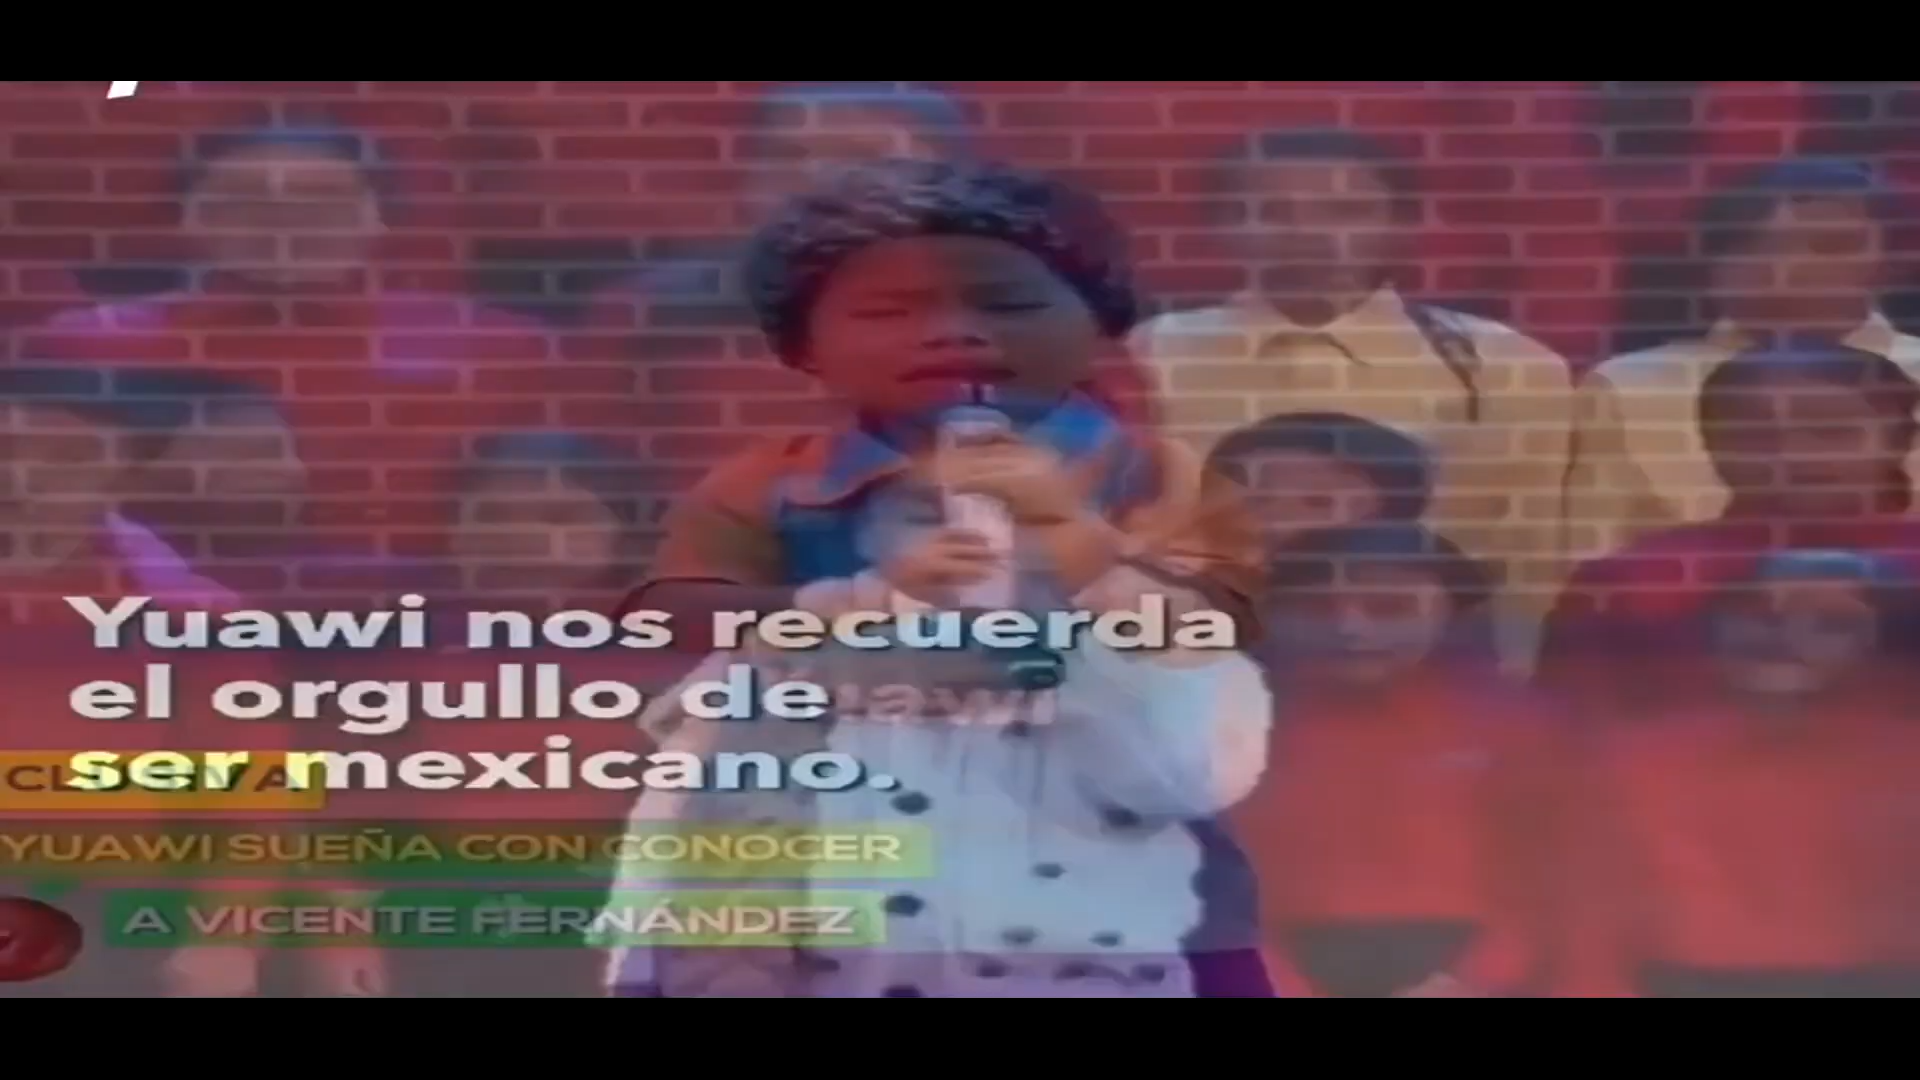 Yuawi nos recuerda
el orgullo de
ser mexicano.
YUAWI SUEÑA CON CONOCER
A VICENTE FERNÁNDEZ